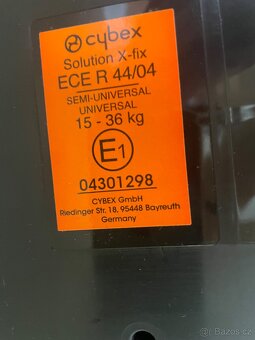 cybex
Solution X-fix
ECE R 44/04
SEMI-UNIVERSAL
UNIVERSAL
15 - 36 kg
E1
04301298
CYBEX GmbH
Riedinger Str. 18, 95448 Bayreuth
Germany
Bazoš.cz